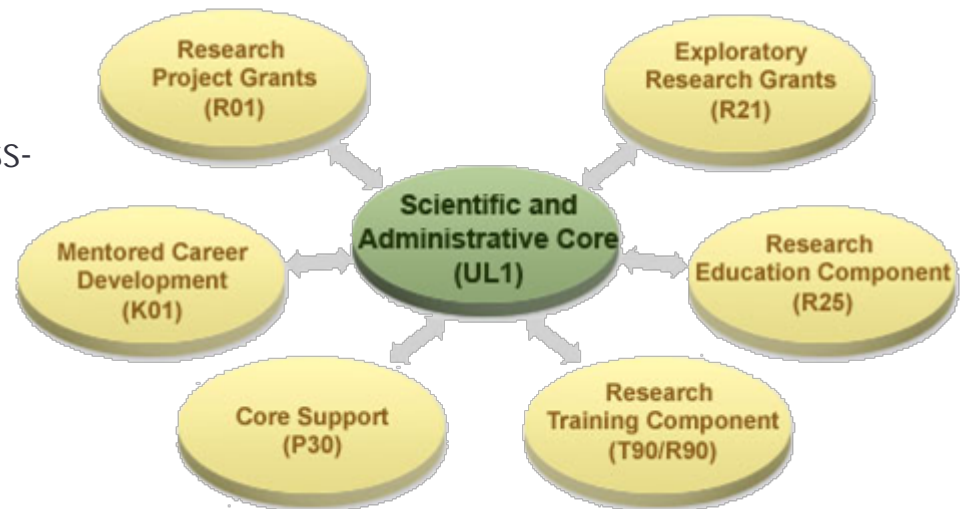 Research
Project Grants
(R01)
Exploratory
Research Grants
(R21)
ss-
Scientific and
Administrative Core
(UL1)
Mentored Career
Development
(K01)
Research
Education Component
(R25)
Core Support
(P30)
Research
Training Component
(T90/R90)